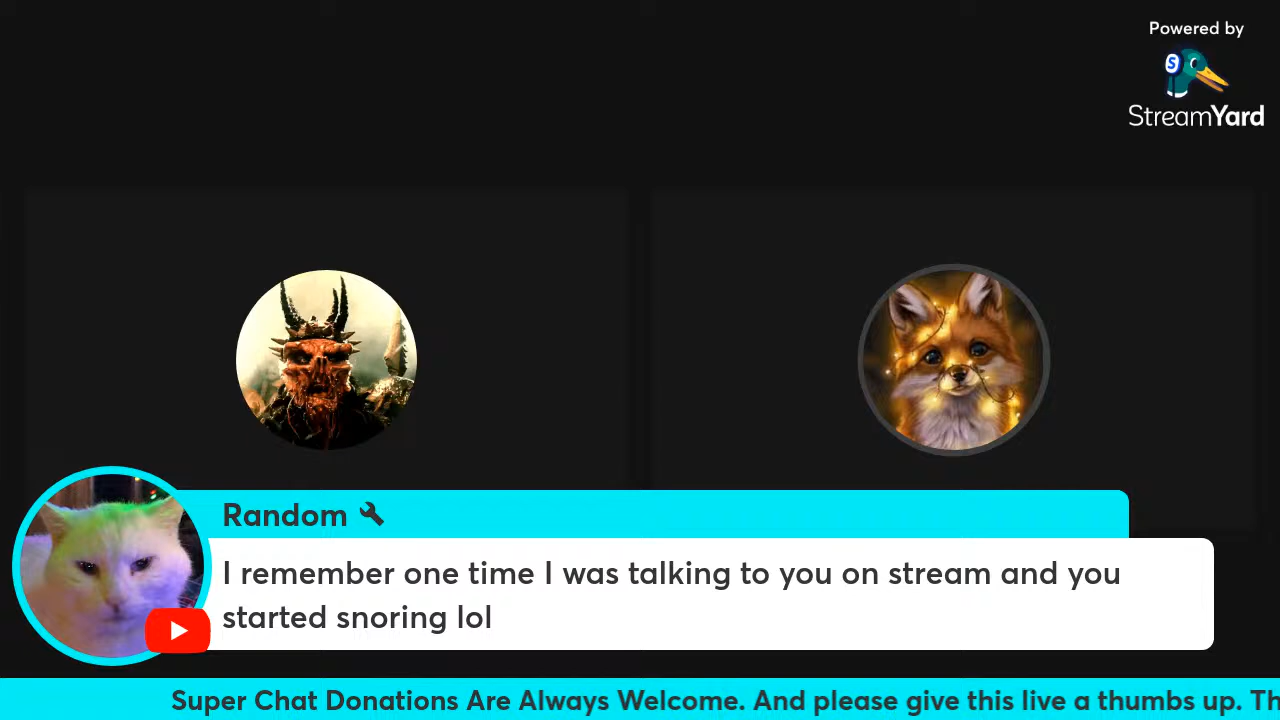 Powered by
StreamYard
Random
I remember one time I was talking to you on stream and you
started snoring lol
Super Chat Donations Are Always Welcome. And please give this live a thumbs up. Th